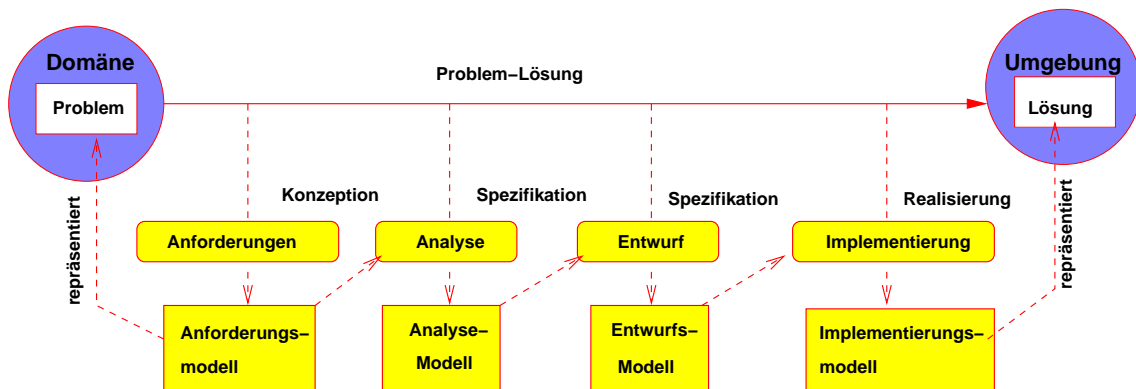 Domäne
Problem
Problem–Lösung
Umgebung
Lösung
repräsentiert
Konzeption
Spezifikation
Spezifikation
Realisierung
repräsentiert
Anforderungen
Analyse
Entwurf
Implementierung
Anforderungs–
modell
Analyse–
Modell
Entwurfs–
Modell
Implementierungs–
modell